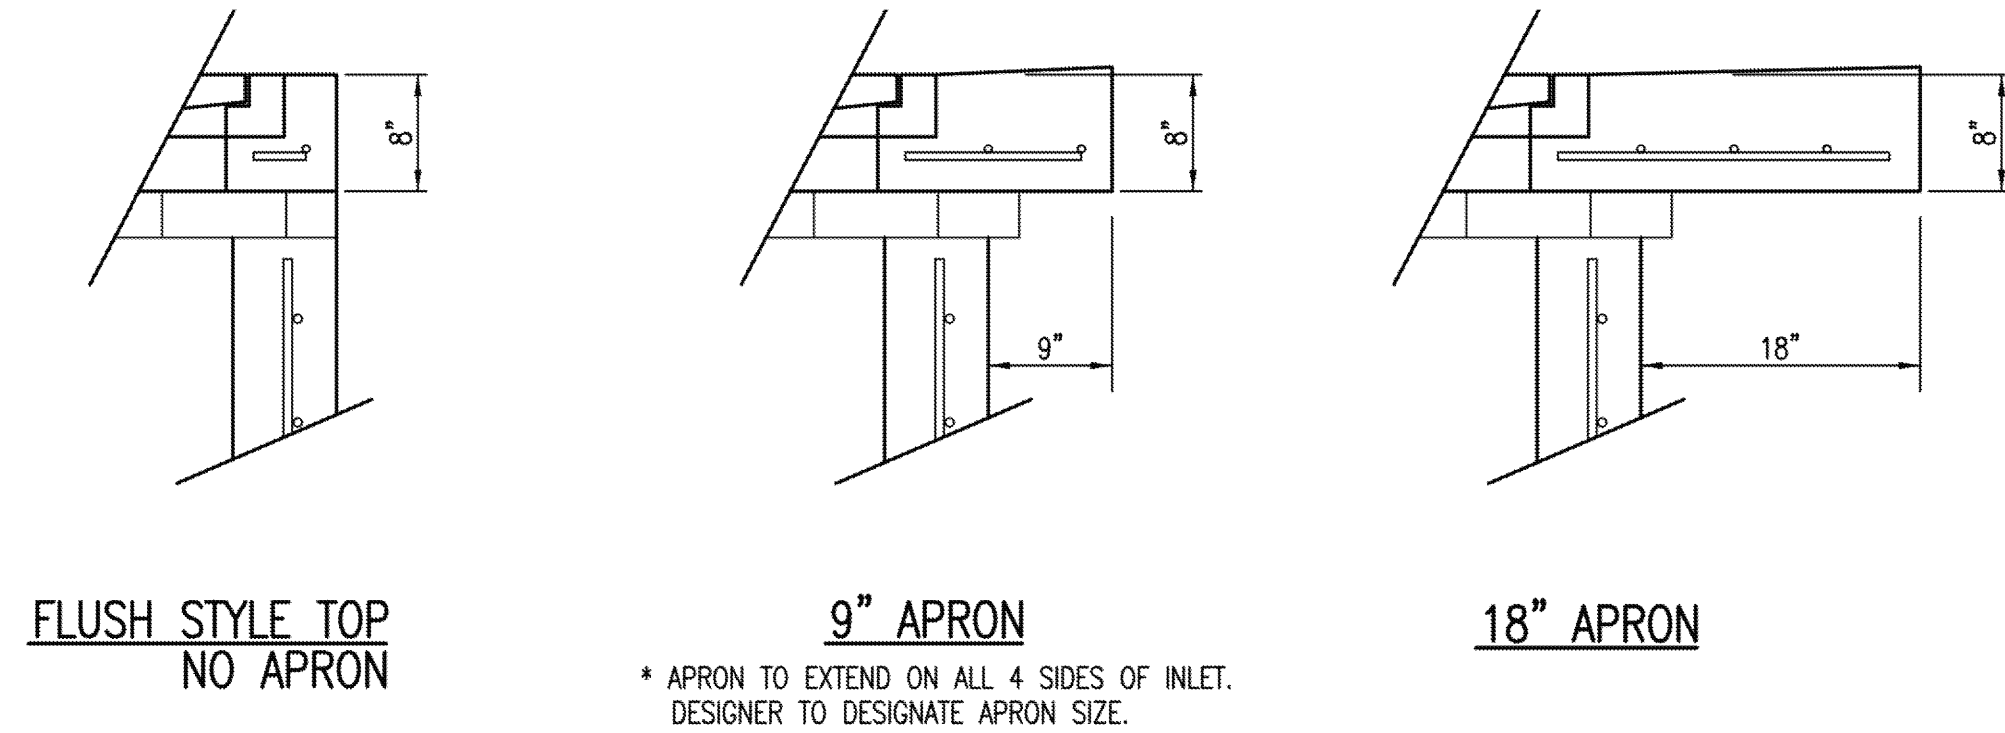 8"
8"
8"
9"
18"
FLUSH STYLE TOP
NO APRON
9" APRON
* APRON TO EXTEND ON ALL 4 SIDES OF INLET.
DESIGNER TO DESIGNATE APRON SIZE.
18" APRON